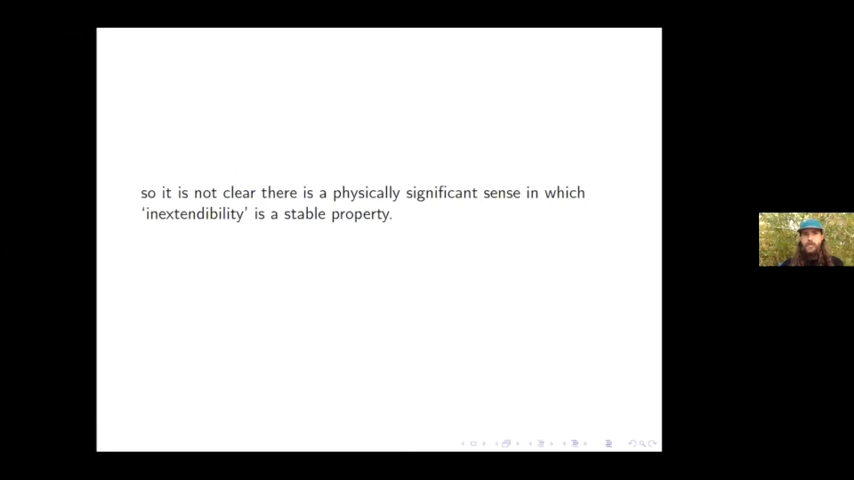 so it is not clear there is a physically significant sense in which
‘inextendibility’ is a stable property.